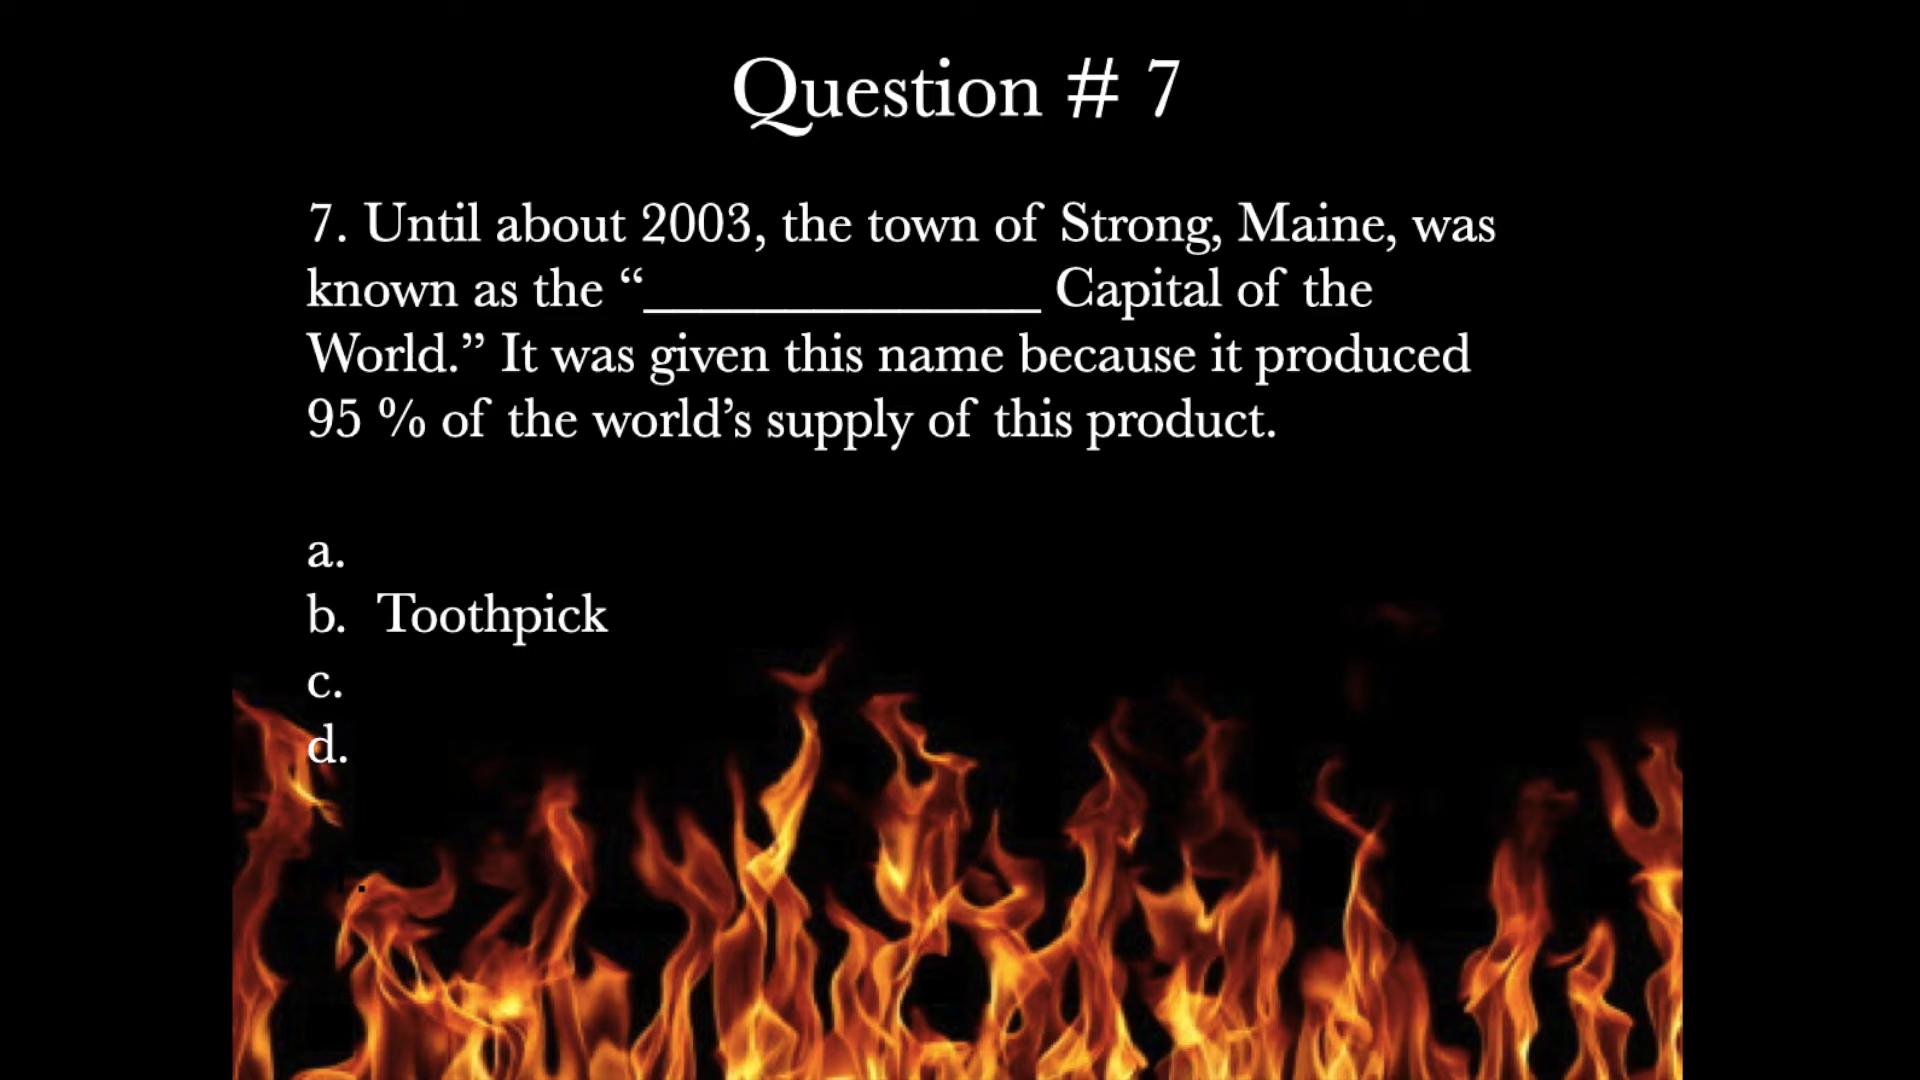 Question # 7
7. Until about 2003, the town of Strong, Maine, was
known as the “______________ Capital of the
World.” It was given this name because it produced
95 % of the world’s supply of this product.
a.
b. Toothpick
c.
d.